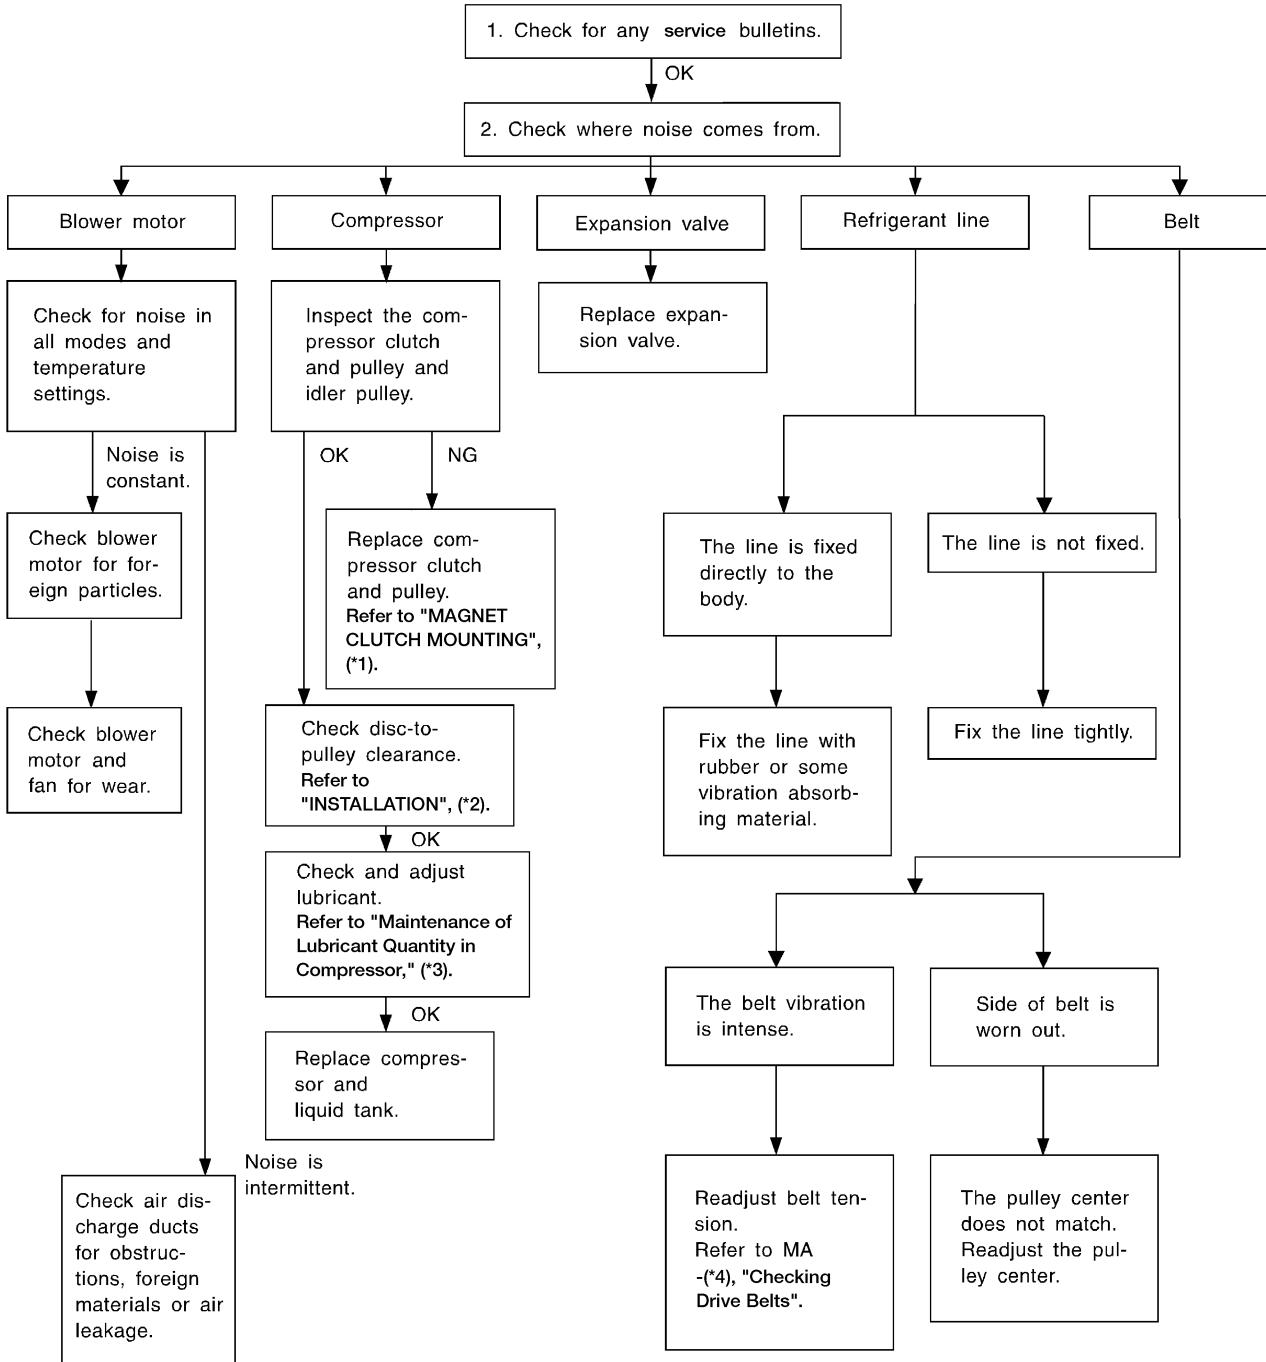 1. Check for any service bulletins.
OK
2. Check where noise comes from.
Blower motor
Compressor
Expansion valve
Refrigerant line
Belt
Check for noise in
all modes and
temperature
settings.
Inspect the com-
pressor clutch
and pulley and
idler pulley.
Replace expan-
sion valve.
Noise is
constant.
OK
NG
Check blower
motor for for-
eign particles.
Replace com-
pressor clutch
and pulley.
Refer to "MAGNET
CLUTCH MOUNTING",
(*1).
The line is fixed
directly to the
body.
The line is not fixed.
Check blower
motor and
fan for wear.
Check disc-to-
pulley clearance.
Refer to
"INSTALLATION", (*2).
OK
Fix the line with
rubber or some
vibration absorb-
ing material.
Fix the line tightly.
Check and adjust
lubricant.
Refer to "Maintenance of
Lubricant Quantity in
Compressor," (*3).
OK
Replace compres-
sor and
liquid tank.
The belt vibration
is intense.
Side of belt is
worn out.
Noise is
intermittent.
Check air dis-
charge ducts
for obstruc-
tions, foreign
materials or air
leakage.
Readjust belt ten-
sion.
Refer to MA
-(*4), "Checking
Drive Belts".
The pulley center
does not match.
Readjust the pul-
ley center.